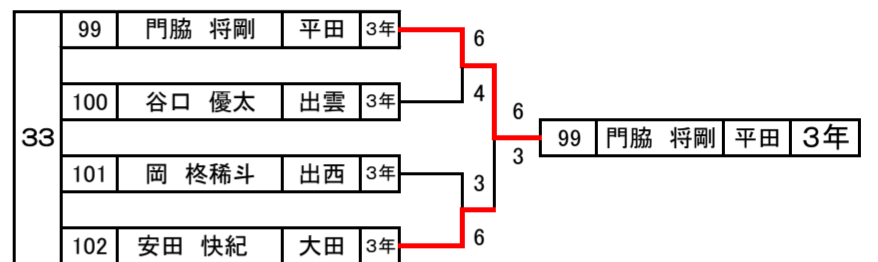 33
99 門脇 将剛 平田 3年
6
4
100 谷口 優太 出雲 3年
6
3
99 門脇 将剛 平田 3年
101 岡 柊稀斗 出西 3年
3
6
102 安田 快紀 大田 3年